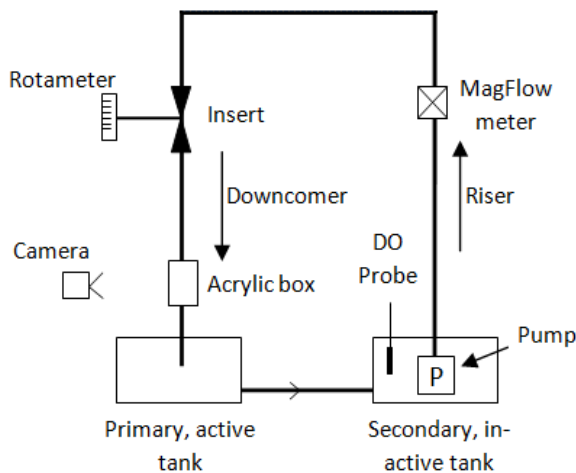 Rotameter
Insert
MagFlow
meter
Downcomer
Riser
Camera
Acrylic box
DO
Probe
Pump
P
Primary, active
tank
Secondary, in-
active tank